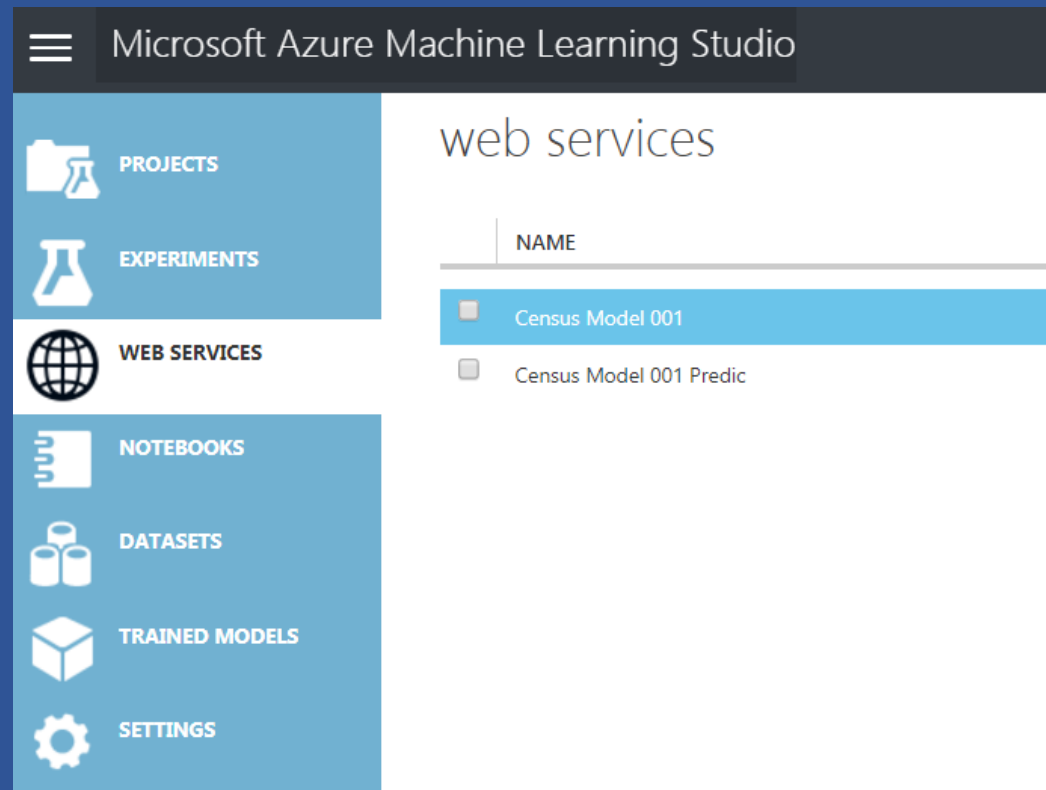 Microsoft Azure Machine Learning Studio
PROJECTS
EXPERIMENTS
WEB SERVICES
NOTEBOOKS
DATASETS
TRAINED MODELS
SETTINGS
web services
NAME
Census Model 001
Census Model 001 Predic